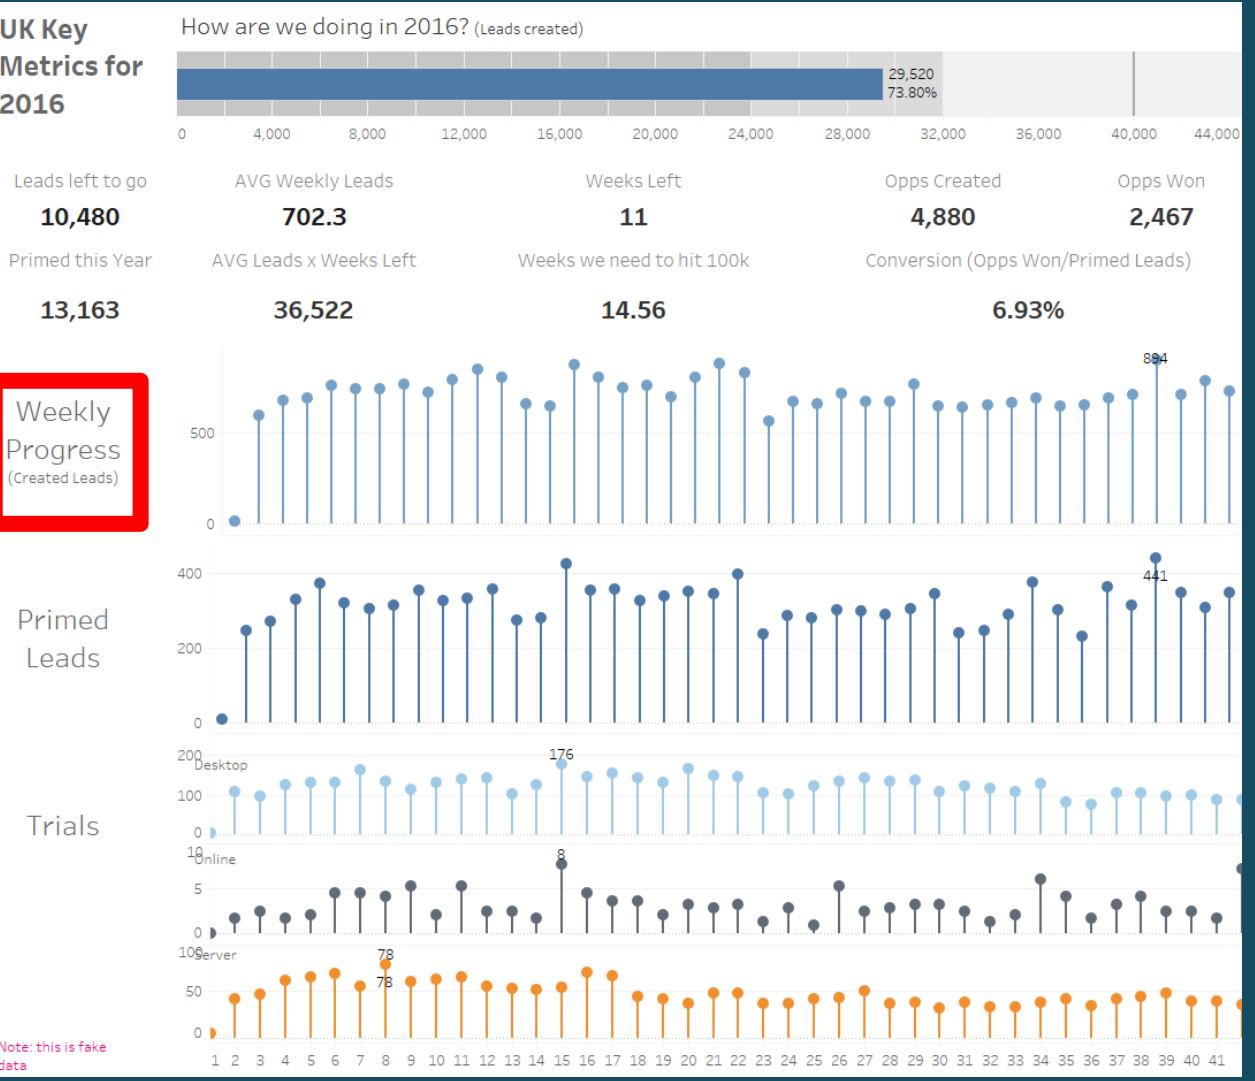 UK Key
Metrics for
2016
How are we doing in 2016? (Leads created)
29,520
73.80%
0 4,000 8,000 12,000 16,000 20,000 24,000 28,000 32,000 36,000 40,000 44,000
Leads left to go AVG Weekly Leads Weeks Left Opps Created Opps Won
10,480 702.3 11 4,880 2,467
Primed this Year AVG Leads x Weeks Left Weeks we need to hit 100k Conversion (Opps Won/Primed Leads)
13,163 36,522 14.56 6.93%
Weekly
Progress
(Created Leads)
894
500
0
Primed
Leads
400
441
200
0
Trials
200
Desktop
176
100
0
10
Online
8
5
0
100
Server
78
78
50
0
1 2 3 4 5 6 7 8 9 10 11 12 13 14 15 16 17 18 19 20 21 22 23 24 25 26 27 28 29 30 31 32 33 34 35 36 37 38 39 40 41
Note: this is fake
data